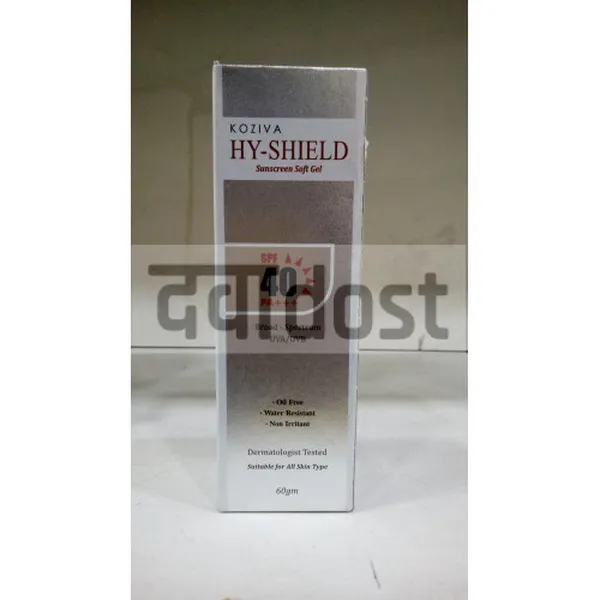 KOZIVA
HY-SHIELD
Sunscreen Soft Gel
SPF
40
PA+++
दवाdost
Broad - Spectrum
UVA/UVB
- Oil Free
- Water Resistant
- Non Irritant
Dermatologist Tested
Suitable for All Skin Type
60gm